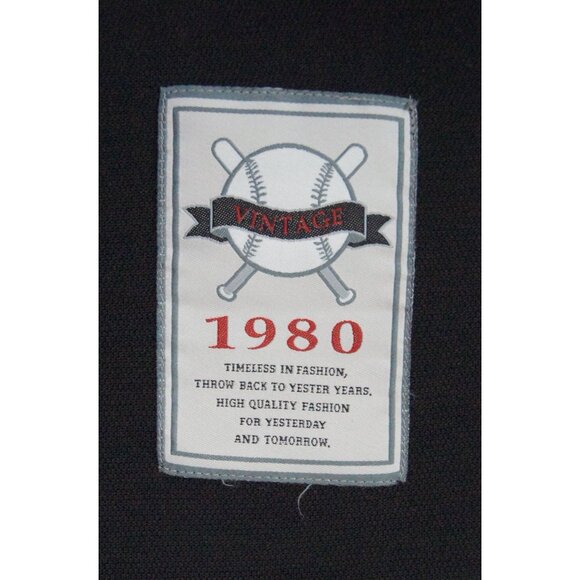 VINTAGE
1980
TIMELESS IN FASHION,
THROW BACK TO YESTER YEARS.
HIGH QUALITY FASHION
FOR YESTERDAY
AND TOMORROW.